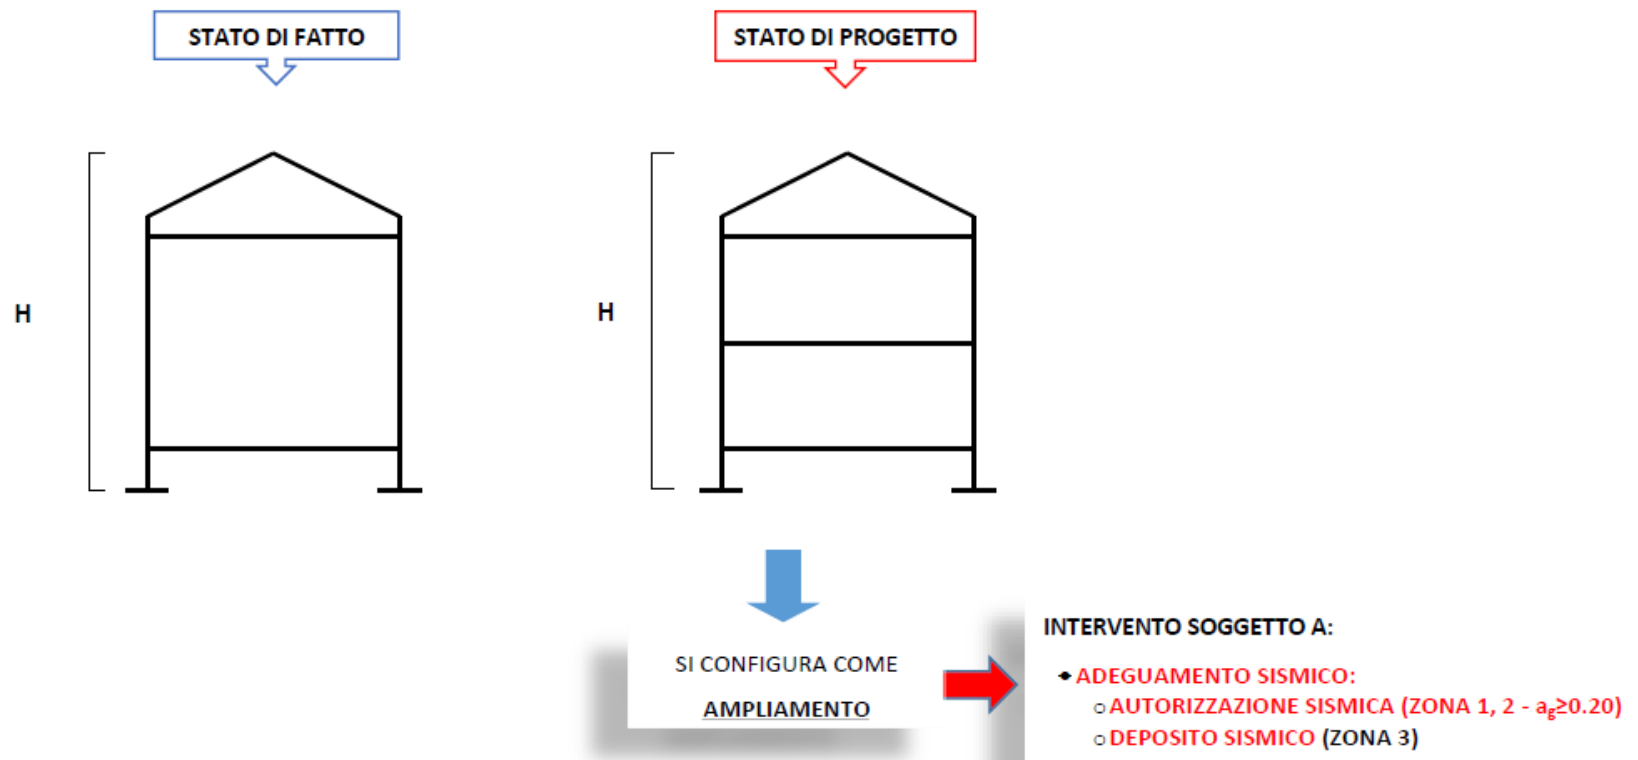 STATO DI FATTO
STATO DI PROGETTO
H
H
SI CONFIGURA COME
AMPLIAMENTO
INTERVENTO SOGGETTO A:
ADEGUAMENTO SISMICO:
AUTORIZZAZIONE SISMICA (ZONA 1, 2 - ag≥0.20)
DEPOSITO SISMICO (ZONA 3)